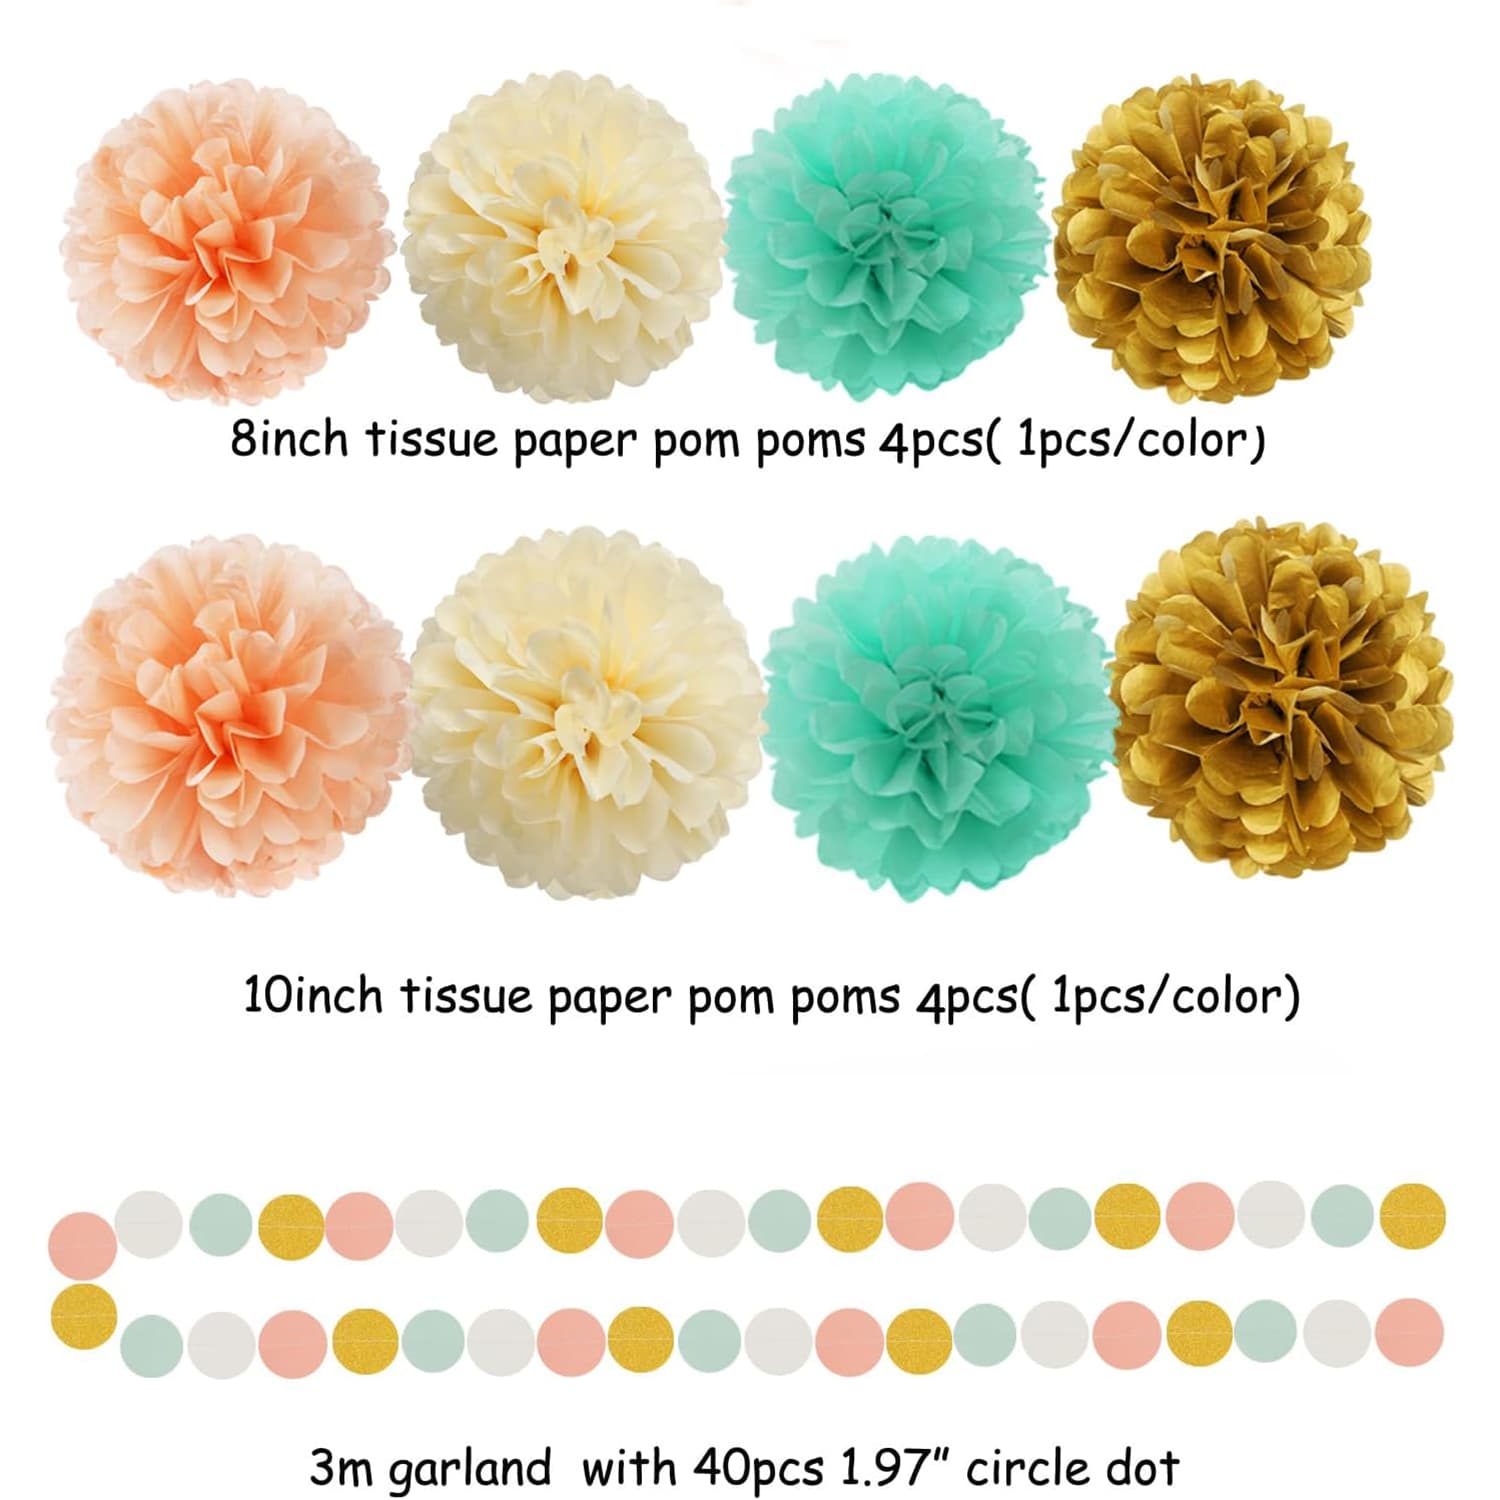 8inch tissue paper pom poms 4pcs( 1pcs/color)
10inch tissue paper pom poms 4pcs( 1pcs/color)
3m garland  with 40pcs 1.97″ circle dot